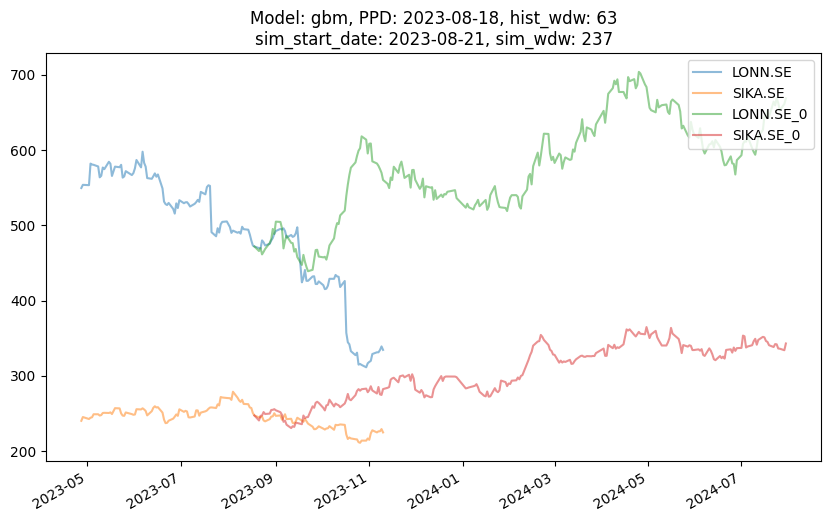 Model: gbm, PPD: 2023-08-18, hist_wdw: 63
sim_start_date: 2023-08-21, sim_wdw: 237
LONN.SE
SIKA.SE
LONN.SE_0
SIKA.SE_0
700
600
500
400
300
200
2023-05
2023-07
2023-09
2023-11
2024-01
2024-03
2024-05
2024-07